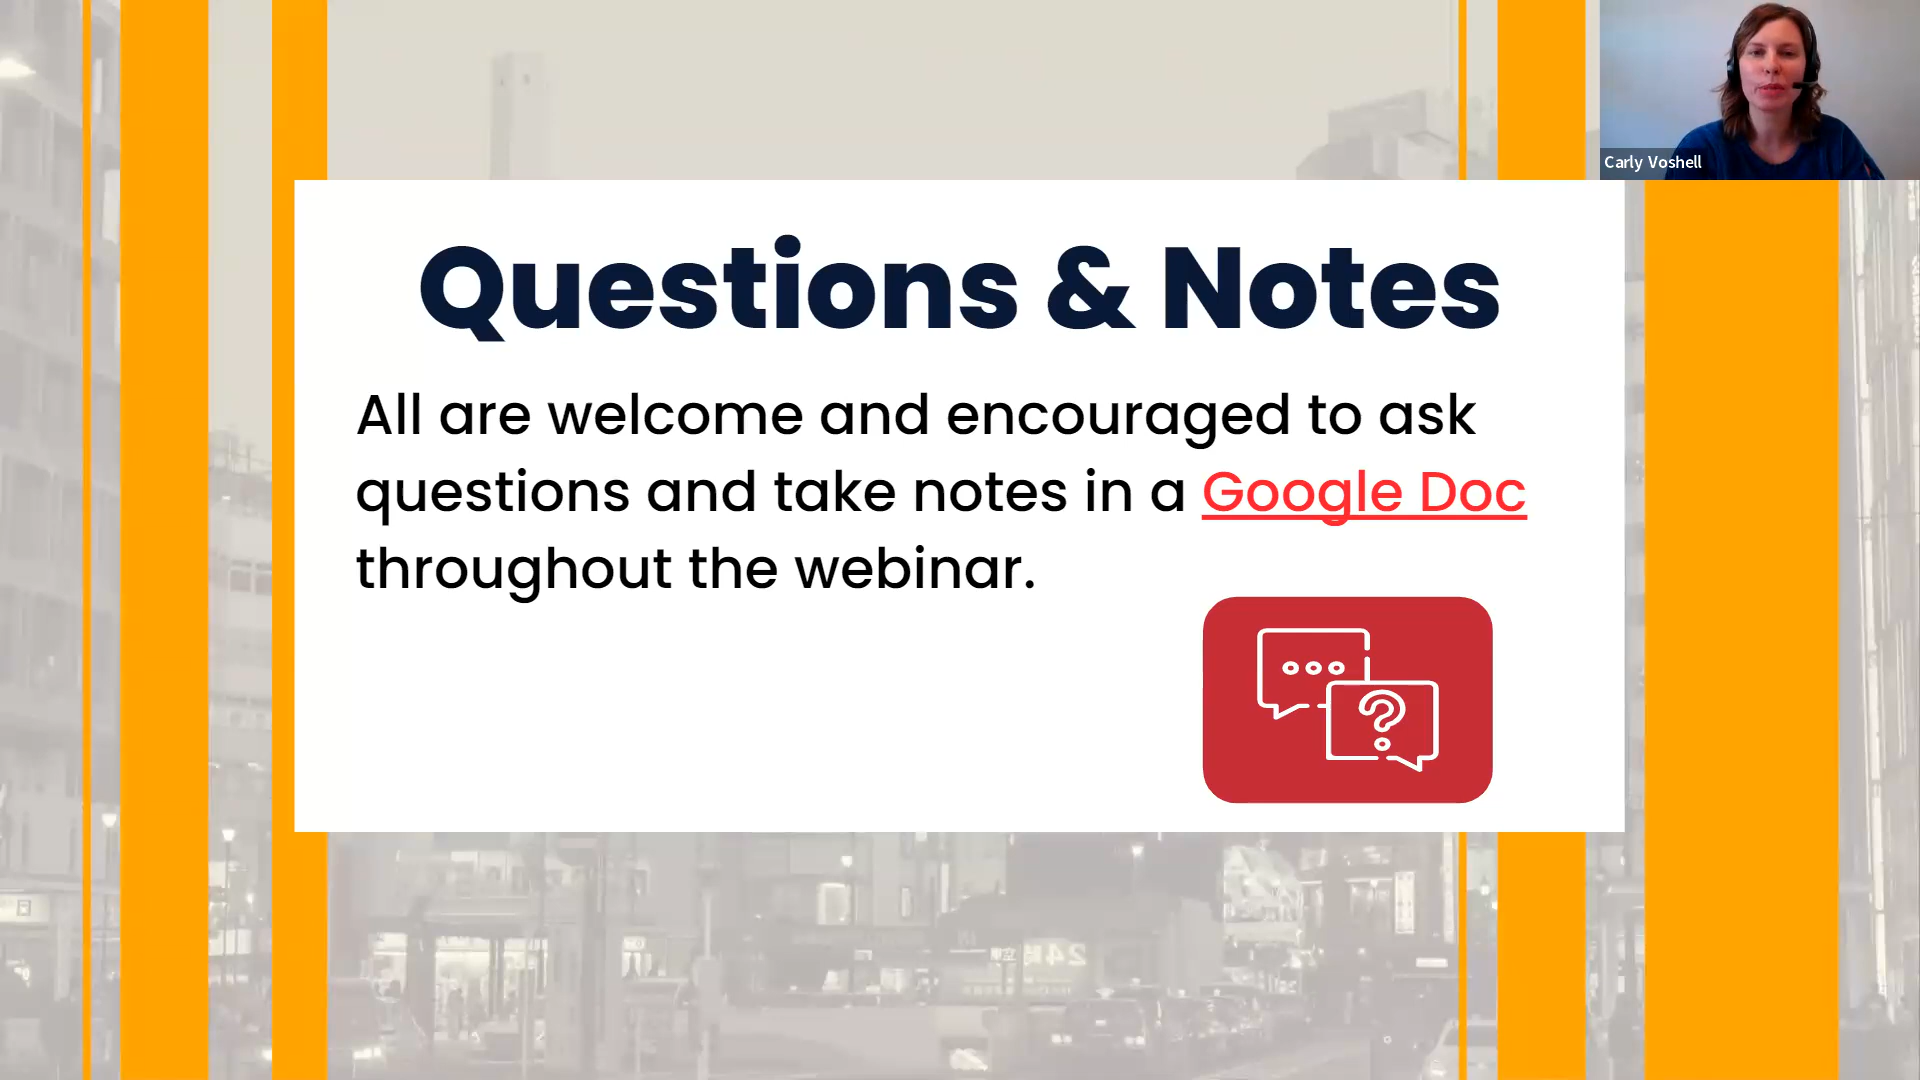 Carly Voshell
Questions & Notes
All are welcome and encouraged to ask
questions and take notes in a Google Doc
throughout the webinar.